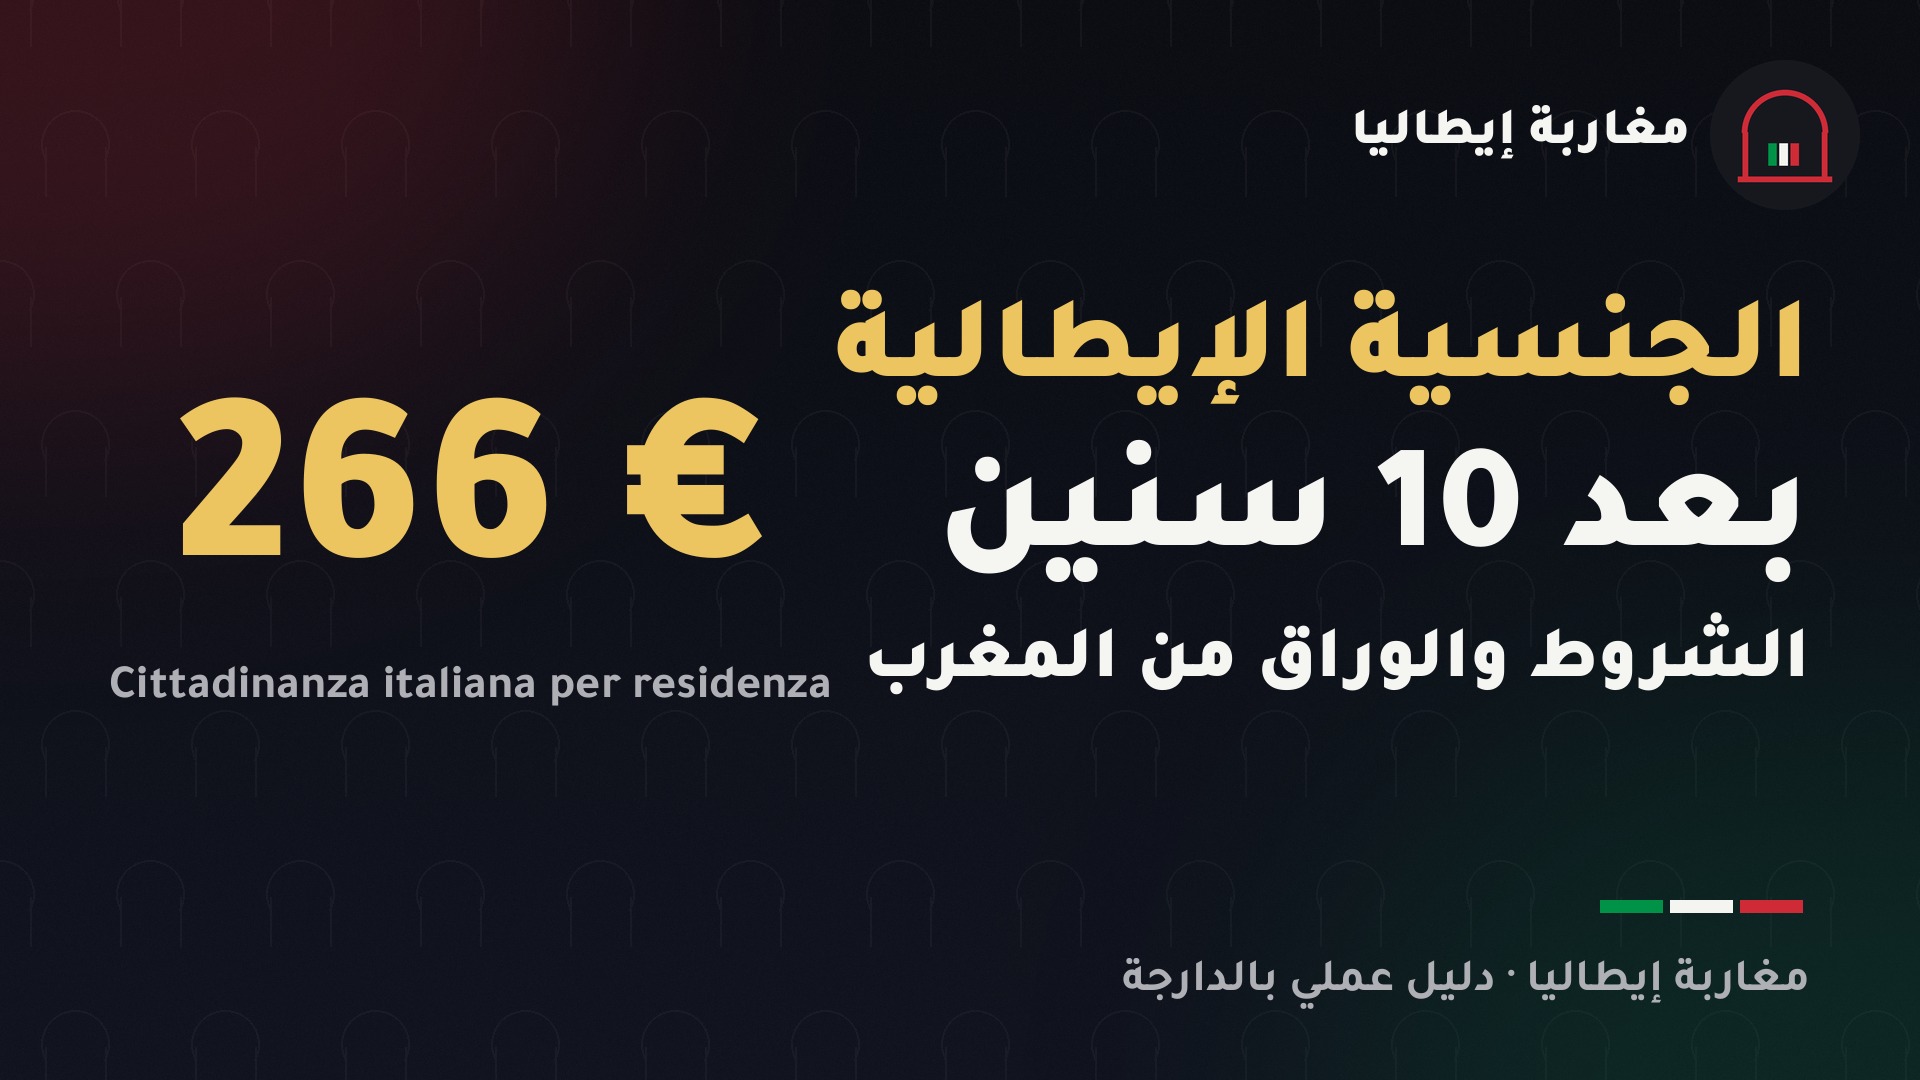 مغاربة إيطاليا
الجنسية الإيطالية
بعد 10 سنين
الشروط والوراق من المغرب
266 €
Cittadinanza italiana per residenza
مغاربة إيطاليا · دليل عملي بالدارجة